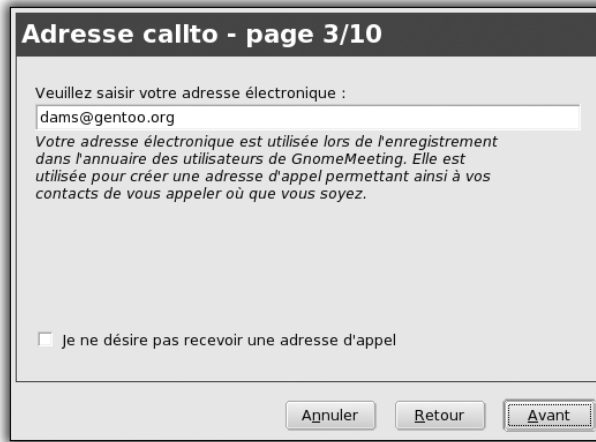 Adresse callto - page 3/10
Veuillez saisir votre adresse électronique :
dams@gentoo.org
Votre adresse électronique est utilisée lors de l'enregistrement
dans l'annuaire des utilisateurs de GnomeMeeting. Elle est
utilisée pour créer une adresse d'appel permettant ainsi à vos
contacts de vous appeler où que vous soyez.
Je ne désire pas recevoir une adresse d'appel
Annuler Retour Avant